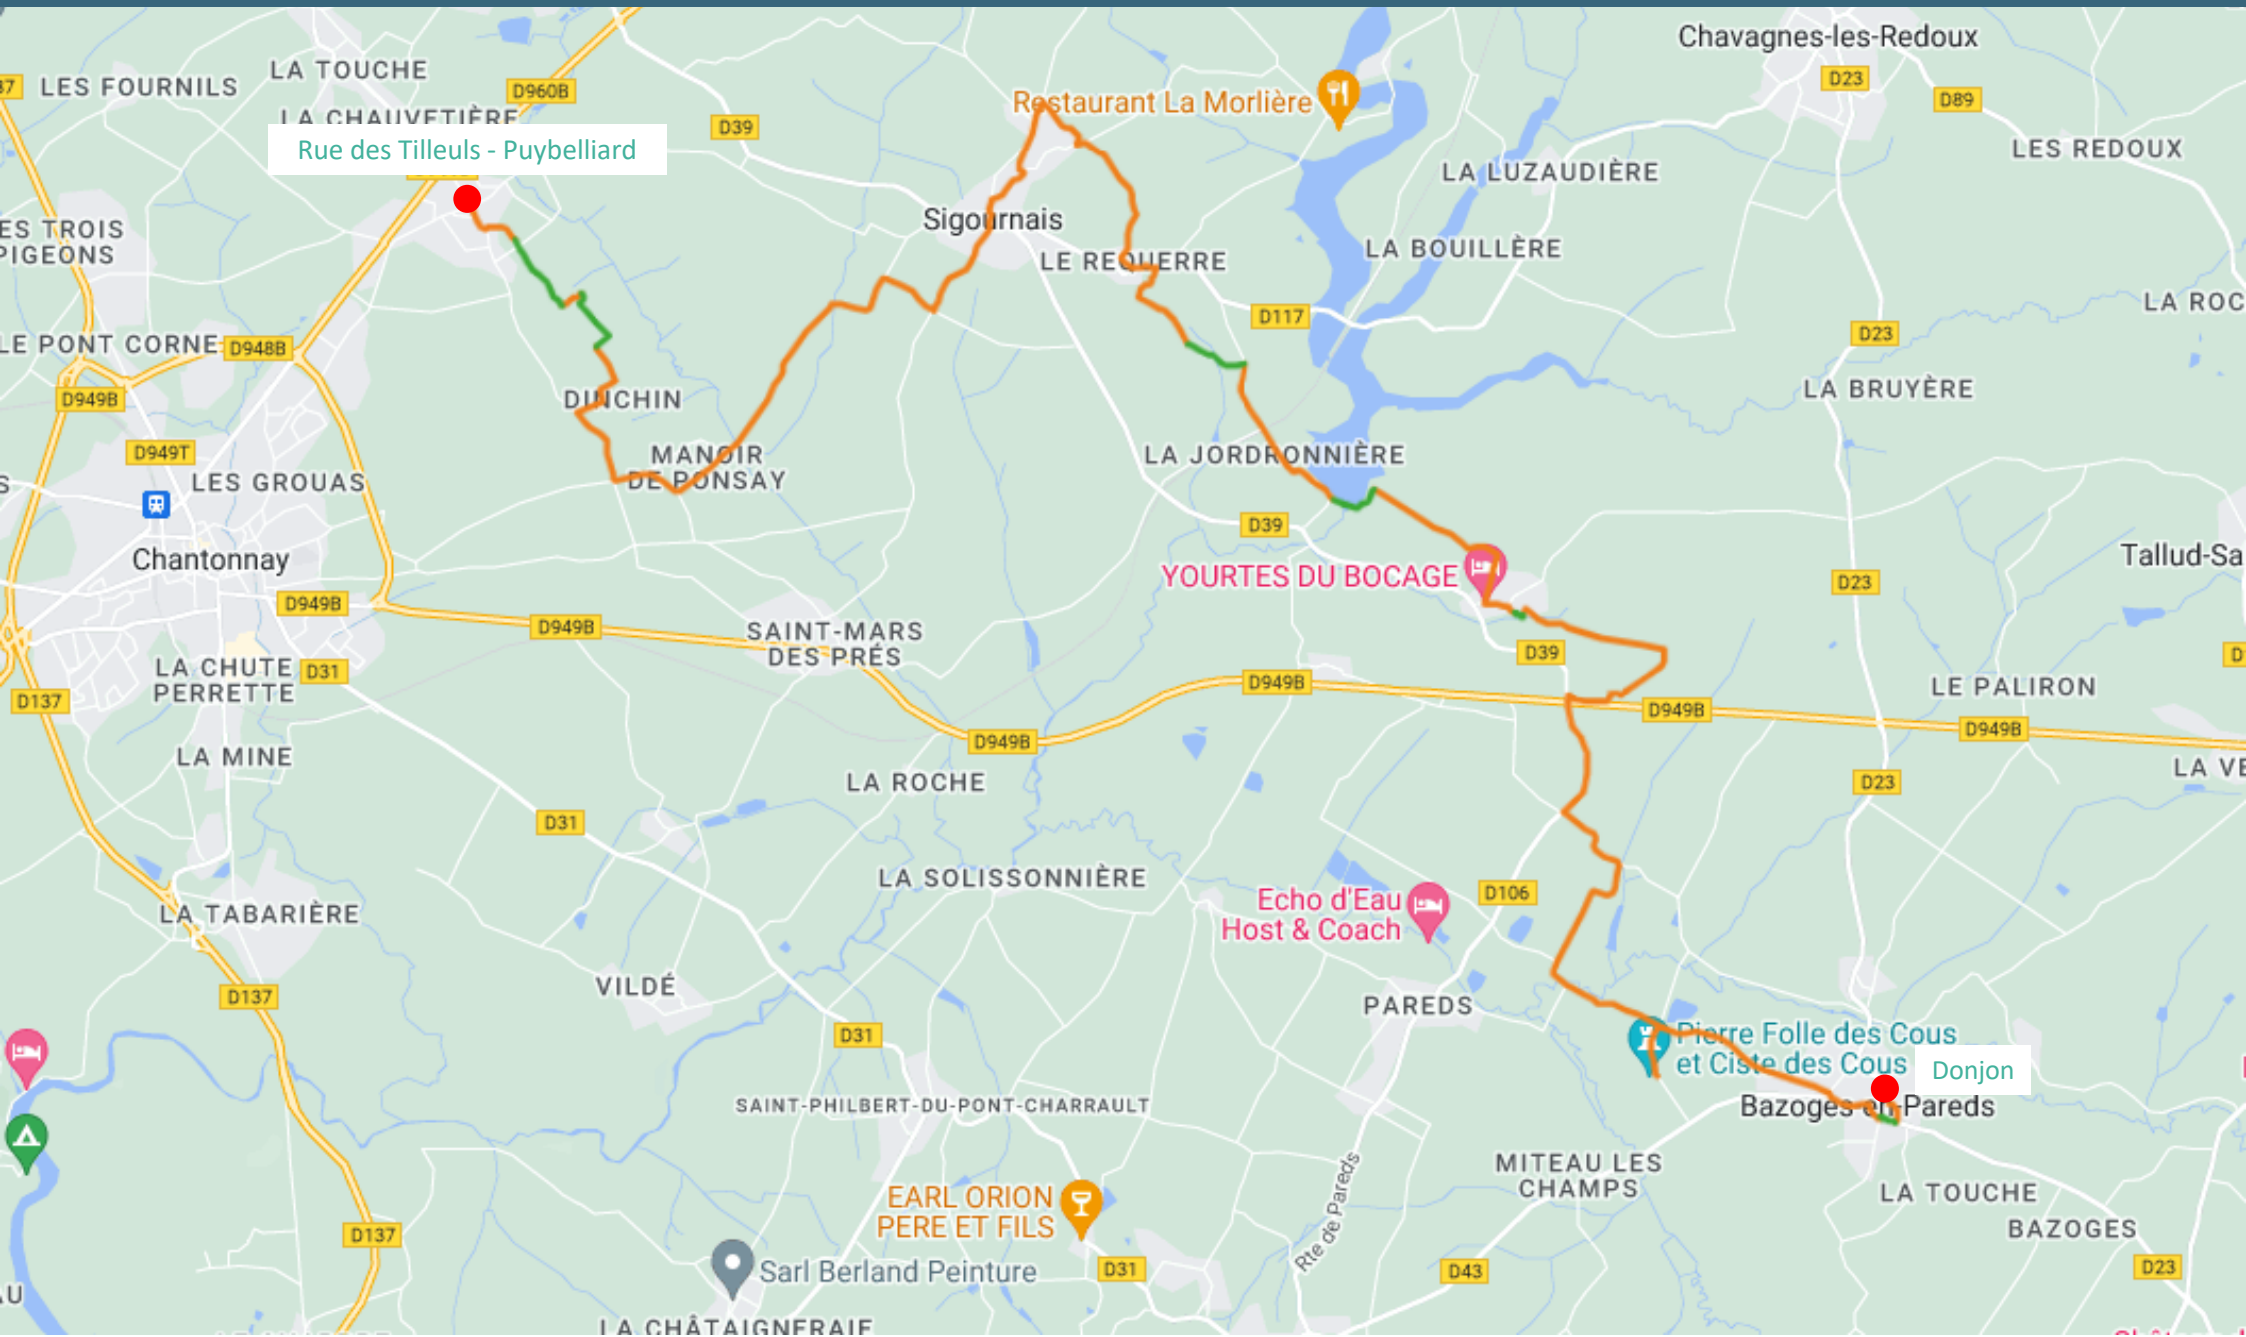 Chavagnes-les-Redoux
LA TOUCHE
D23
LES FOURNILS
D960B
D89
Restaurant La Morlière
LA CHAUVETIÈRE
D39
Rue des Tilleuls - Puybelliard
LES REDOUX
LA LUZAUDIÈRE
Sigournais
ES TROIS
PIGEONS
LA BOUILLÈRE
LE REQUERRE
LA ROC
D117
D23
LE PONT CORNE
D948B
LA BRUYÈRE
D949B
DINCHIN
D949T
MANOIR
DE PONSAY
LA JORDRONNIÈRE
LES GROUAS
D39
Chantonnay
Tallud-Sa
YOURTES DU BOCAGE
D23
D949B
D949B
SAINT-MARS
DES PRÉS
D39
LA CHUTE
PERRETTE
D31
D949B
LE PALIRON
D137
D949B
D949B
D949B
LA MINE
LA VE
LA ROCHE
D23
D31
LA SOLISSONNIÈRE
D106
Echo d'Eau
Host & Coach
LA TABARIÈRE
VILDÉ
D137
PAREDS
D31
Pierre Folle des Cous
et Ciste des Cous
Donjon
SAINT-PHILBERT-DU-PONT-CHARRAULT
Bazoges-en-Pareds
MITEAU LES
CHAMPS
LA TOUCHE
EARL ORION
PERE ET FILS
Rte de Pareds
BAZOGES
D137
Sarl Berland Peinture
D31
D43
D23
LA CHÂTAIGNERAIE